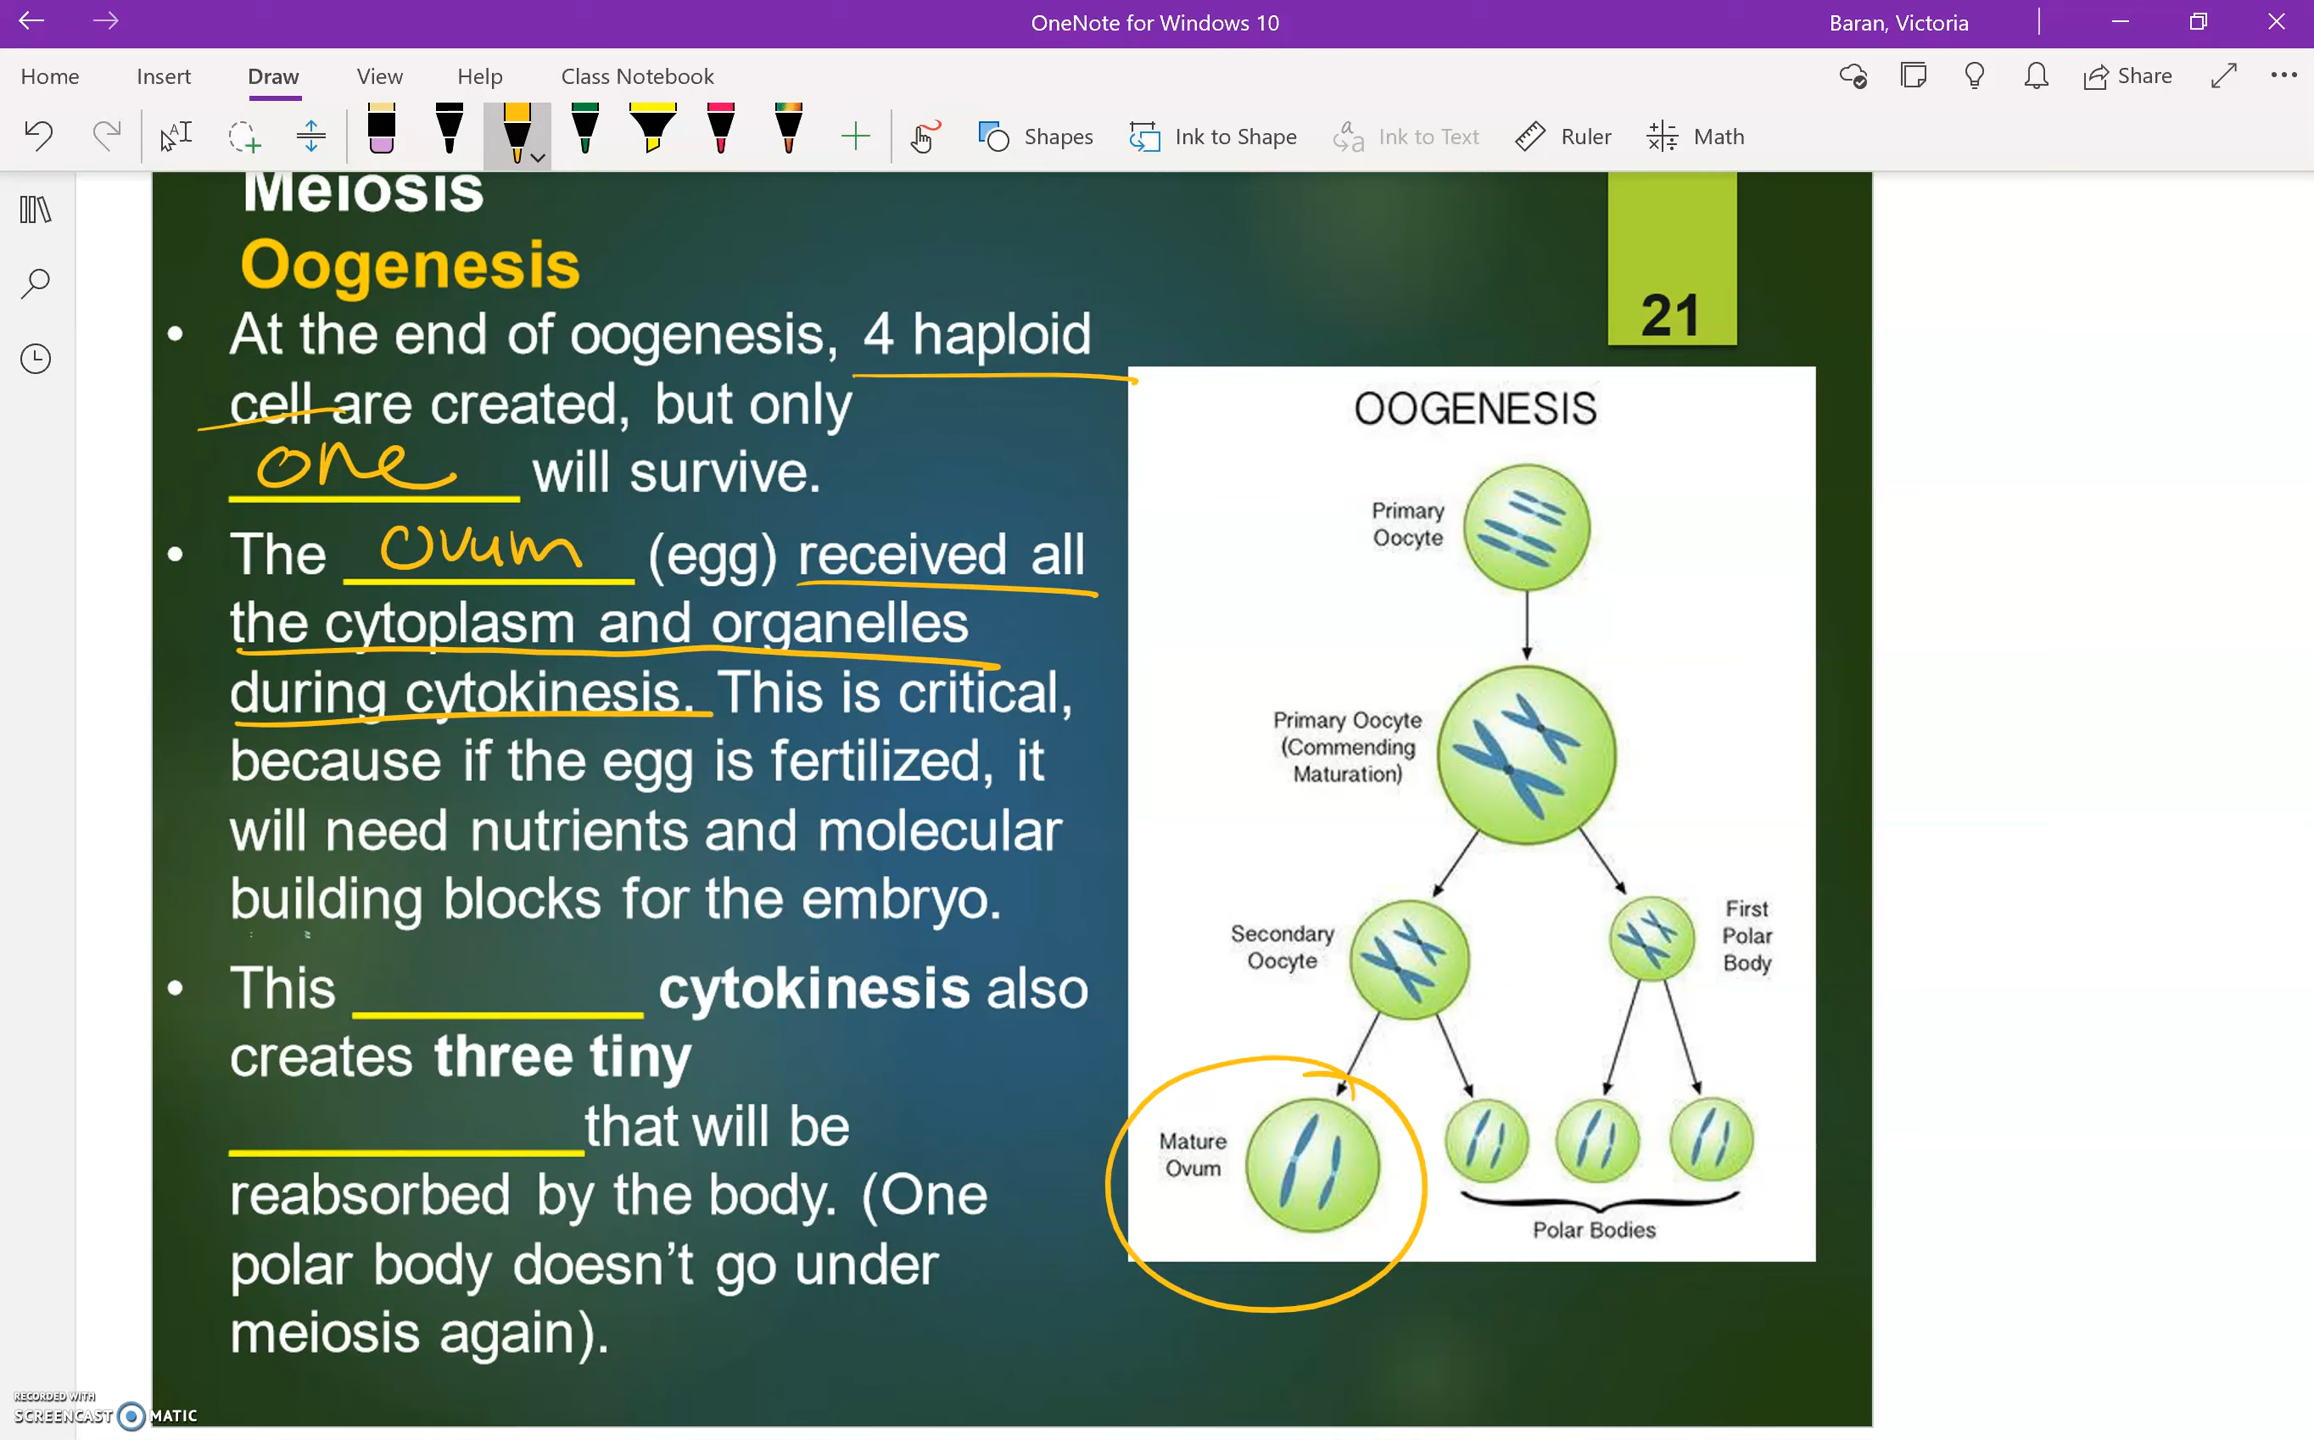 OneNote for Windows 10
Baran, Victoria
Home Insert Draw View Help Class Notebook
Share
Shapes Ink to Shape Ink to Text Ruler Math
Meiosis
Oogenesis
21
• At the end of oogenesis, 4 haploid
cell are created, but only
one will survive.
• The ovum (egg) received all
the cytoplasm and organelles
during cytokinesis. This is critical,
because if the egg is fertilized, it
will need nutrients and molecular
building blocks for the embryo.
• This __________ cytokinesis also
creates three tiny
____________that will be
reabsorbed by the body. (One
polar body doesn't go under
meiosis again).
OOGENESIS
Primary
Oocyte
Primary Oocyte
(Commending
Maturation)
Secondary
Oocyte
First
Polar
Body
Mature
Ovum
Polar Bodies
RECORDED WITH
SCREENCAST MATIC